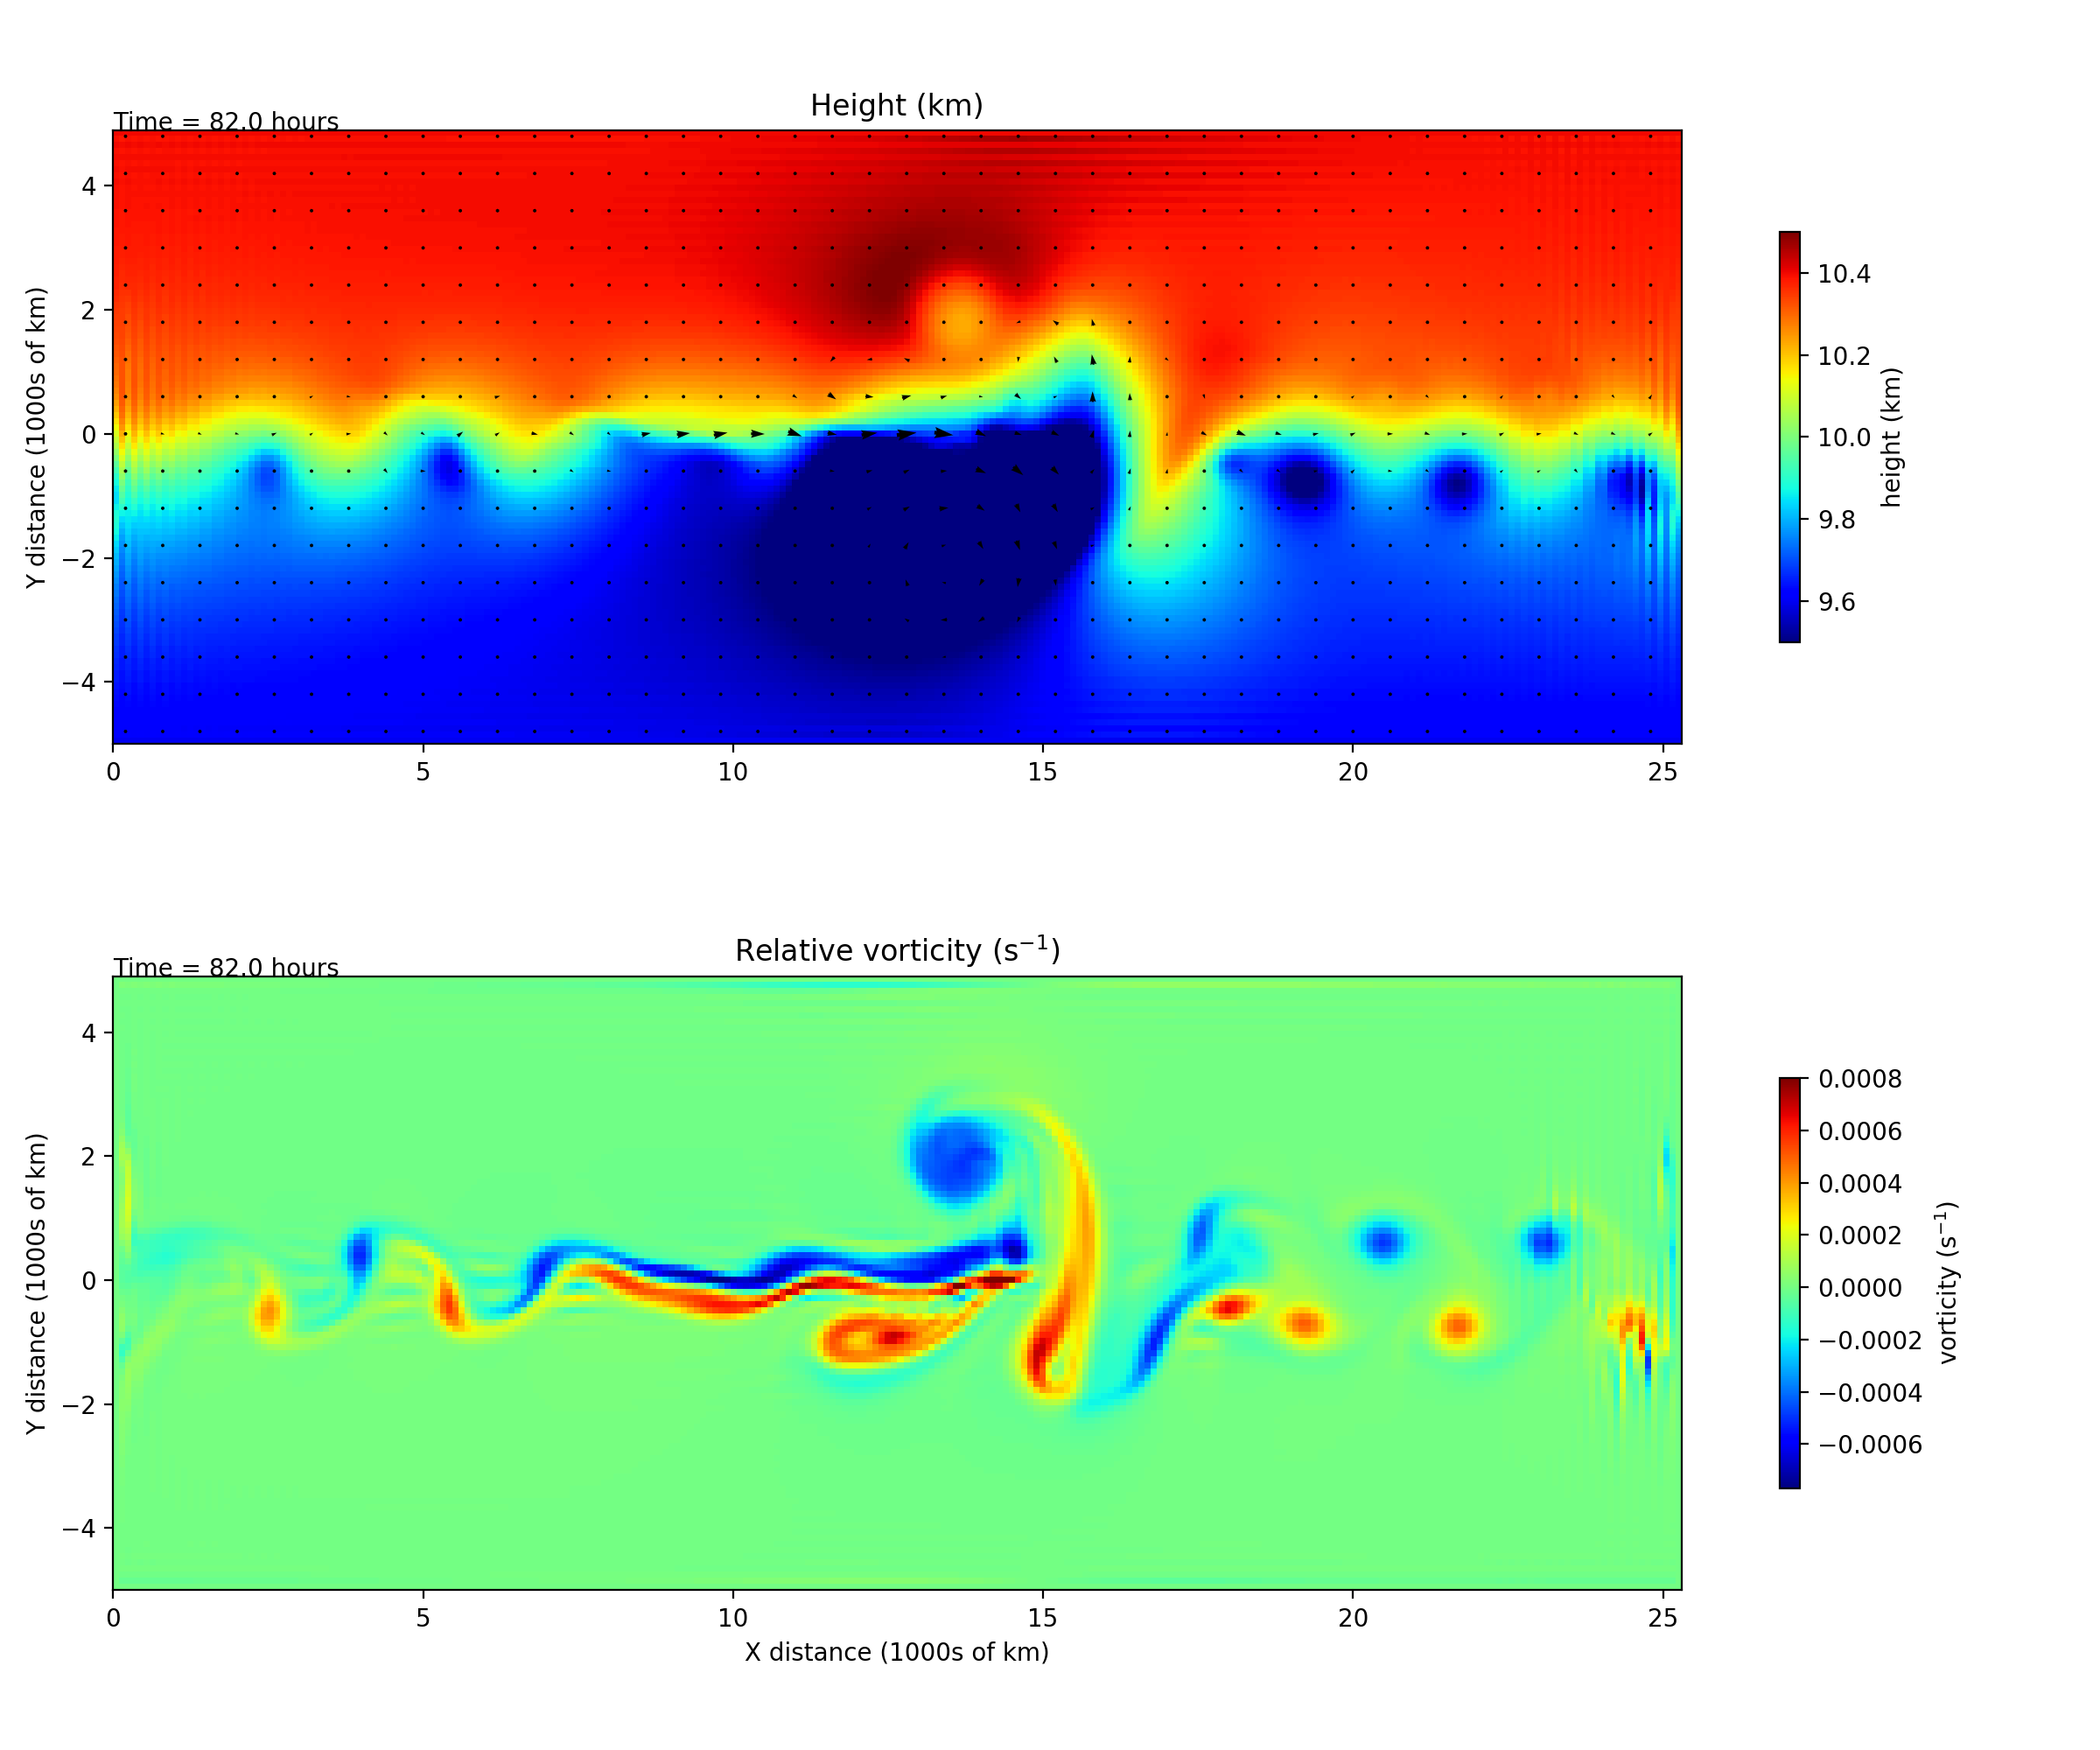 Height (km)
Time = 82.0 hours
Y distance (1000s of km)
4
2
0
−2
−4
0 5 10 15 20 25
10.4
10.2
10.0
9.8
9.6
height (km)
Relative vorticity (s⁻¹)
Time = 82.0 hours
Y distance (1000s of km)
4
2
0
−2
−4
0 5 10 15 20 25
X distance (1000s of km)
0.0008
0.0006
0.0004
0.0002
0.0000
−0.0002
−0.0004
−0.0006
vorticity (s⁻¹)